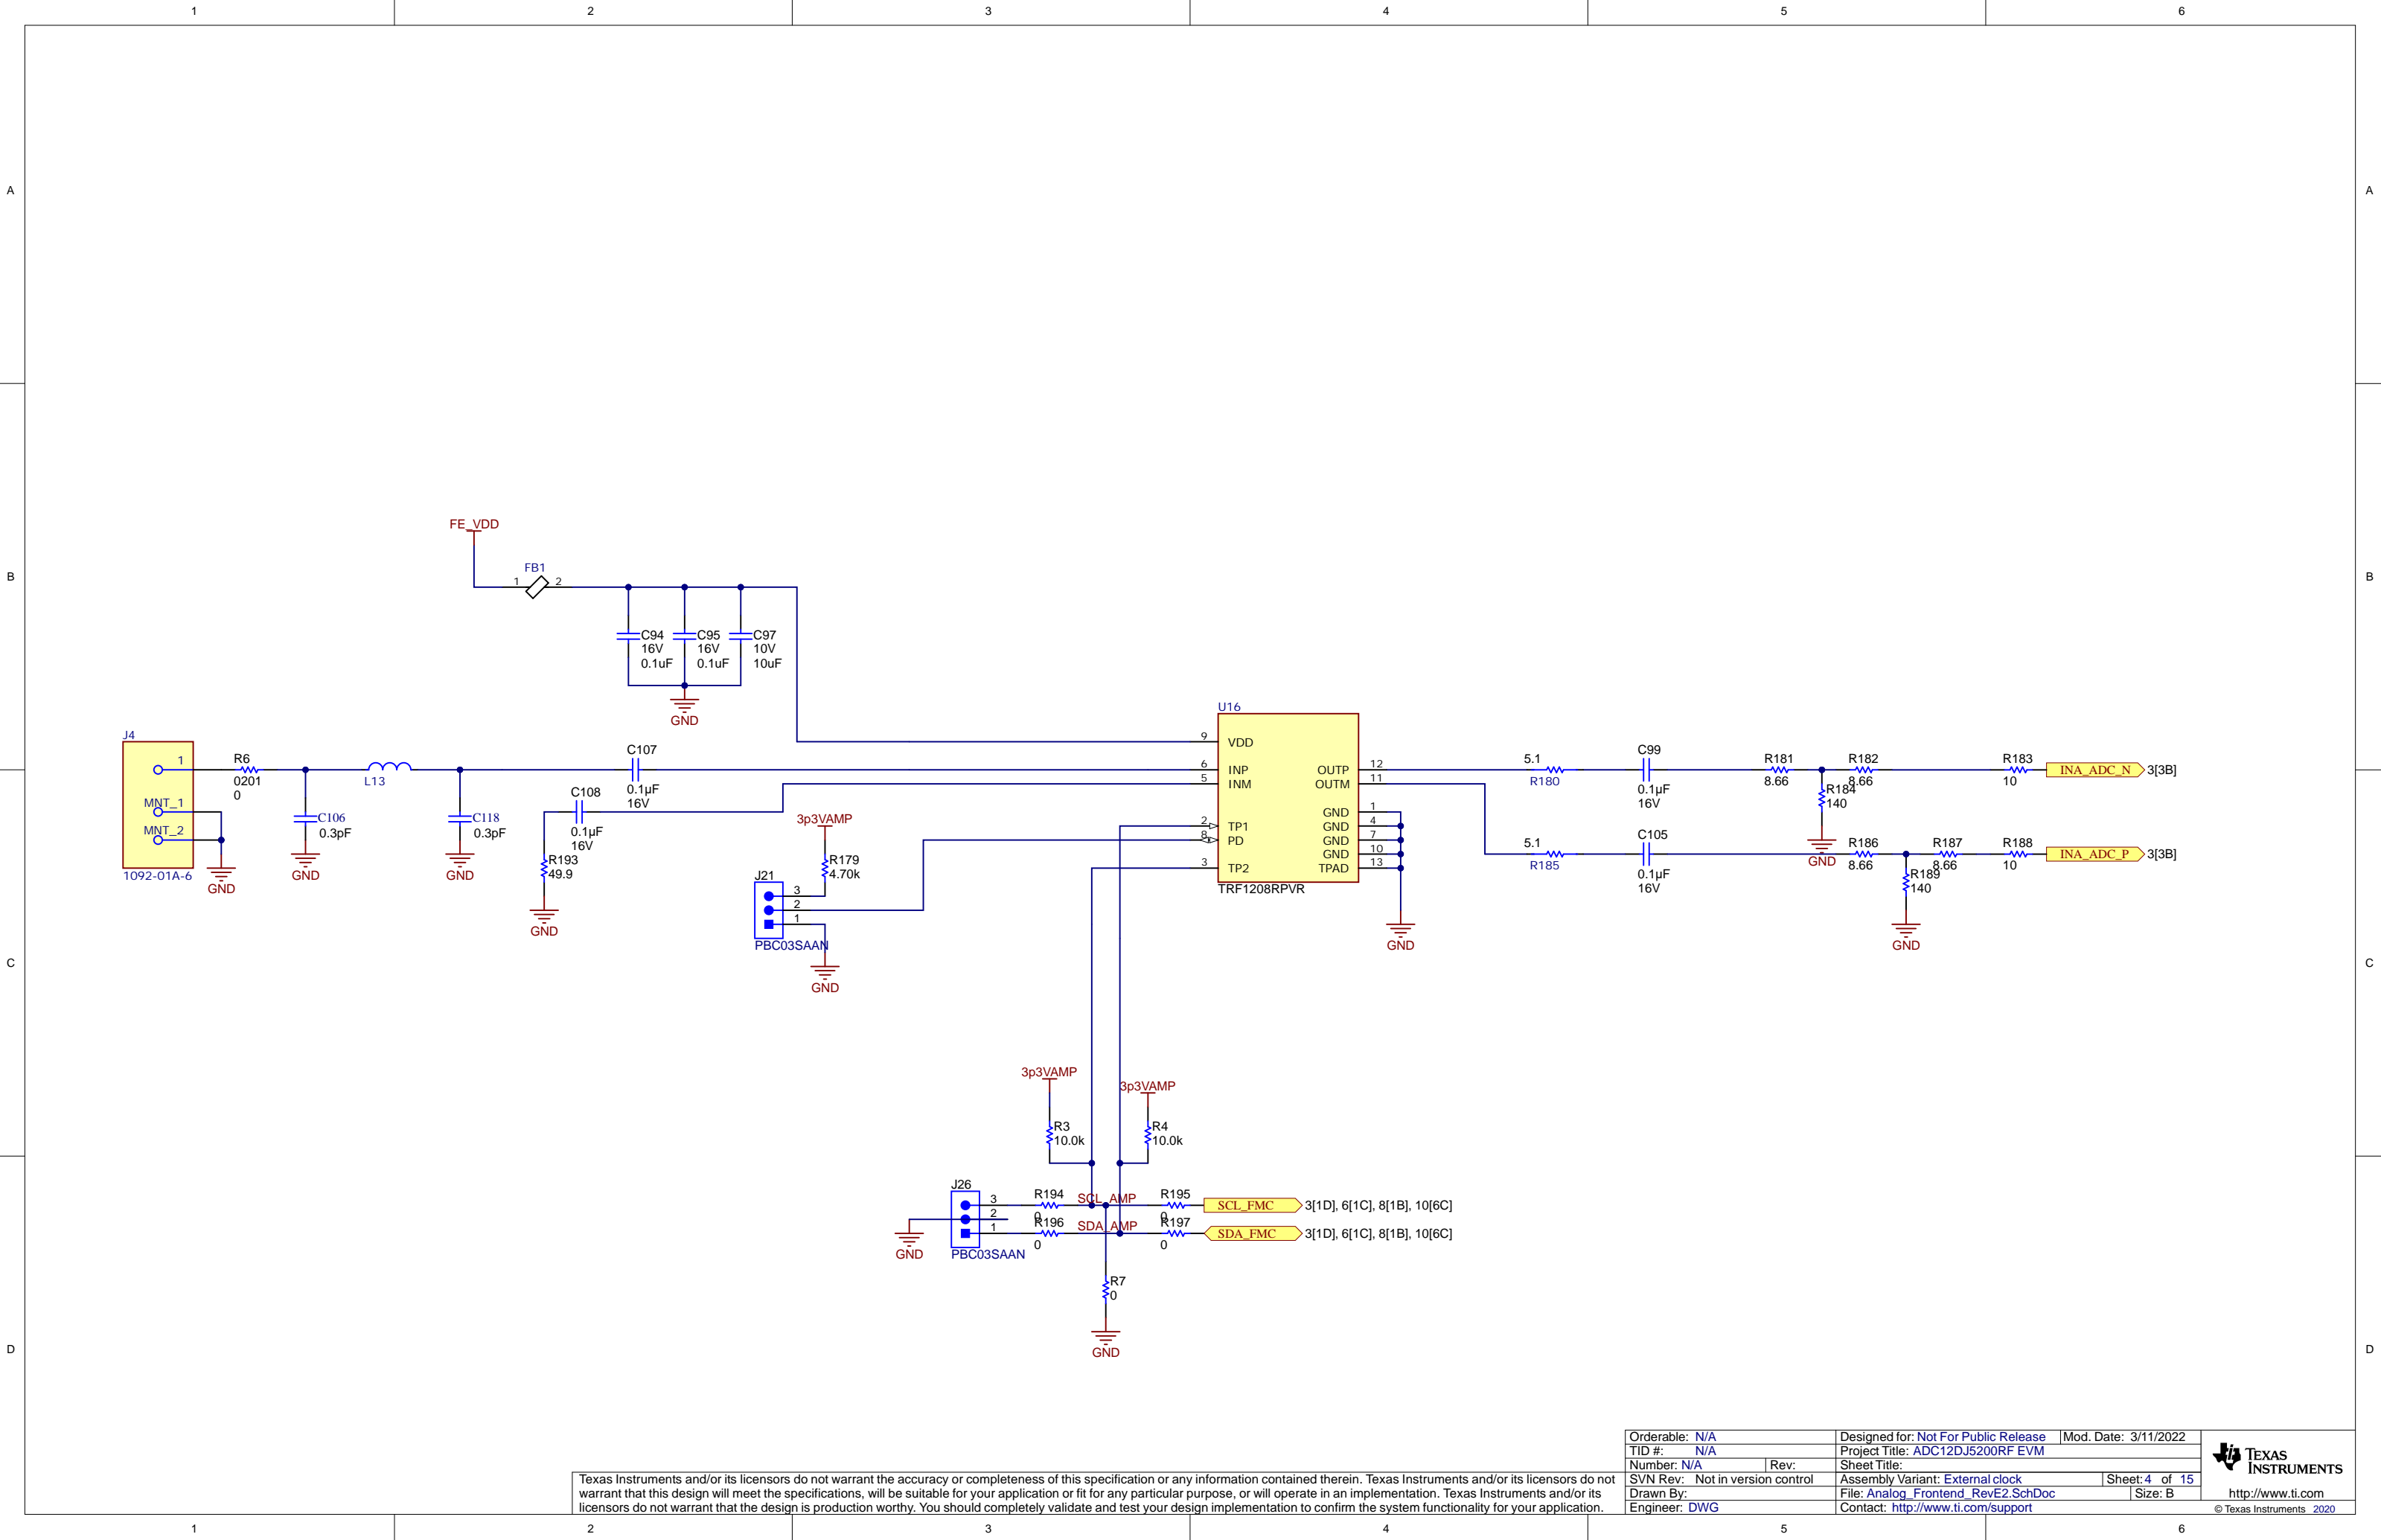 1 2 3 4 5 6
A A
FE_VDD
FB1
B B
1 2
C94 C95 C97
16V 16V 10V
0.1uF 0.1uF 10uF
GND
U16
J4
9 VDD
R6 C107 C99 R181 R182 R183
1 6 INP OUTP 12 5.1 INA_ADC_N 3[3B]
0201 L13 0.1µF 5 INM OUTM 11 R180 0.1µF 8.66 8.66 10
0 16V 16V
C108 R184
140
MNT_1 C106 C118 0.1µF 3p3VAMP GND 1
0.3pF 0.3pF 16V 2 TP1 GND 4
MNT_2 8 PD GND 7 C105 GND R186 R187 R188
GND 10 5.1 INA_ADC_P 3[3B]
R193 R179 3 TP2 TPAD 13 R185 0.1µF 8.66 8.66 10
49.9 4.70k 16V R189
140
1092-01A-6 GND GND GND J21 TRF1208RPVR
3
2
1
GND PBC03SAAN GND GND
C C
GND
3p3VAMP 3p3VAMP
R3 R4
10.0k 10.0k
J26
3 R194 SCL_AMP R195 SCL_FMC 3[1D], 6[1C], 8[1B], 10[6C]
2 0 0
1 R196 SDA_AMP R197 SDA_FMC 3[1D], 6[1C], 8[1B], 10[6C]
GND PBC03SAAN 0 0
R7
0
GND
D D
Texas Instruments and/or its licensors do not warrant the accuracy or completeness of this specification or any information contained therein. Texas Instruments and/or its licensors do not
warrant that this design will meet the specifications, will be suitable for your application or fit for any particular purpose, or will operate in an implementation. Texas Instruments and/or its
licensors do not warrant that the design is production worthy. You should completely validate and test your design implementation to confirm the system functionality for your application.
Orderable: N/A Designed for: Not For Public Release Mod. Date: 3/11/2022
TID #: N/A Project Title: ADC12DJ5200RF EVM
Number: N/A Rev: Sheet Title:
SVN Rev: Not in version control Assembly Variant: External clock Sheet: 4 of 15
Drawn By: File: Analog_Frontend_RevE2.SchDoc Size: B
Engineer: DWG Contact: http://www.ti.com/support
TEXAS
INSTRUMENTS
http://www.ti.com
© Texas Instruments 2020
1 2 3 4 5 6